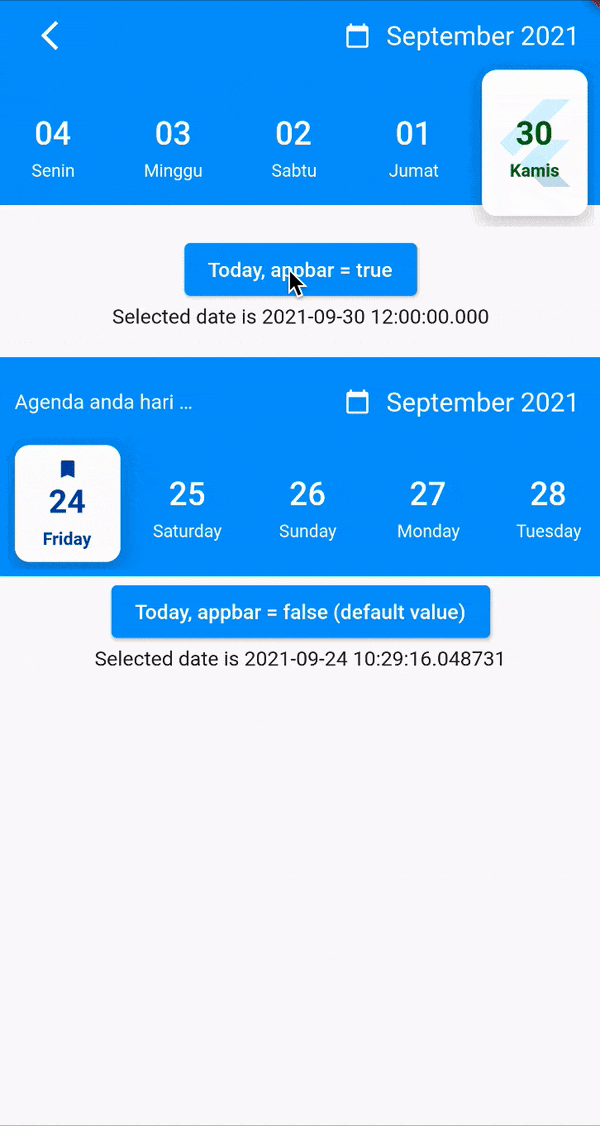 September 2021
04 03 02 01 30
Senin Minggu Sabtu Jumat Kamis
Today, appbar = true
Selected date is 2021-09-30 12:00:00.000
Agenda anda hari ... September 2021
24 25 26 27 28
Friday Saturday Sunday Monday Tuesday
Today, appbar = false (default value)
Selected date is 2021-09-24 10:29:16.048731